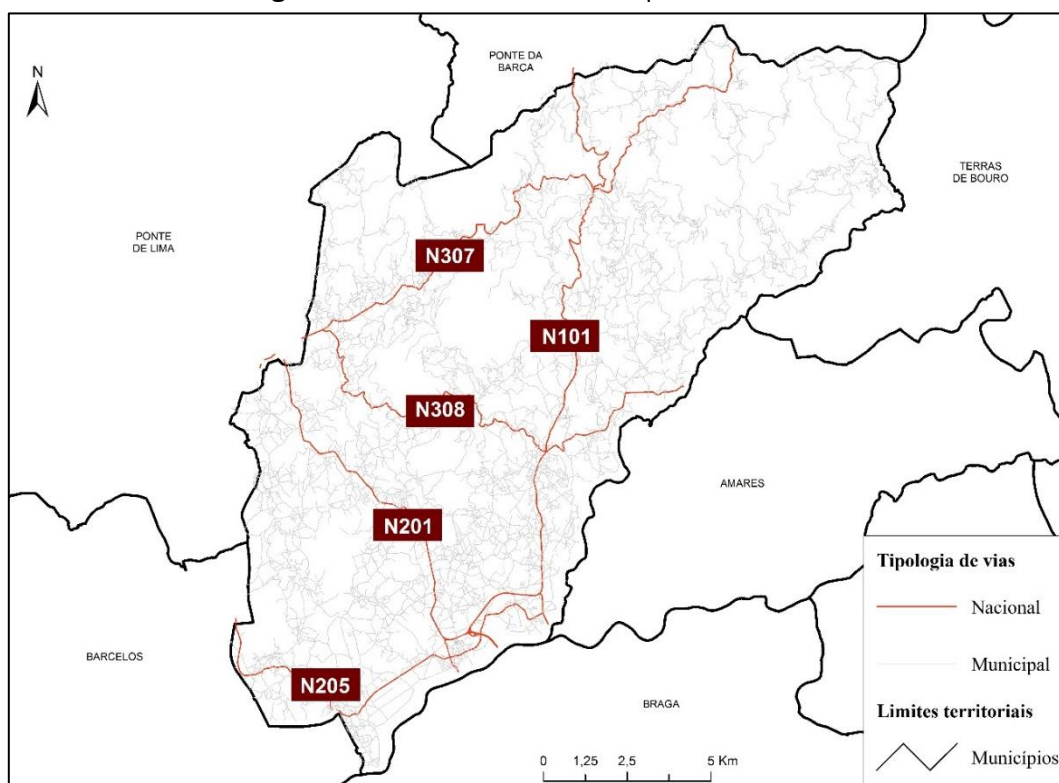 N
PONTE DA
BARCA
TERRAS
DE BOURO
PONTE
DE LIMA
N307
N101
N308
AMARES
N201
BARCELOS
N205
BRAGA
Tipologia de vias
Nacional
Municipal
Limites territoriais
Municípios
0 1,25 2,5 5 Km